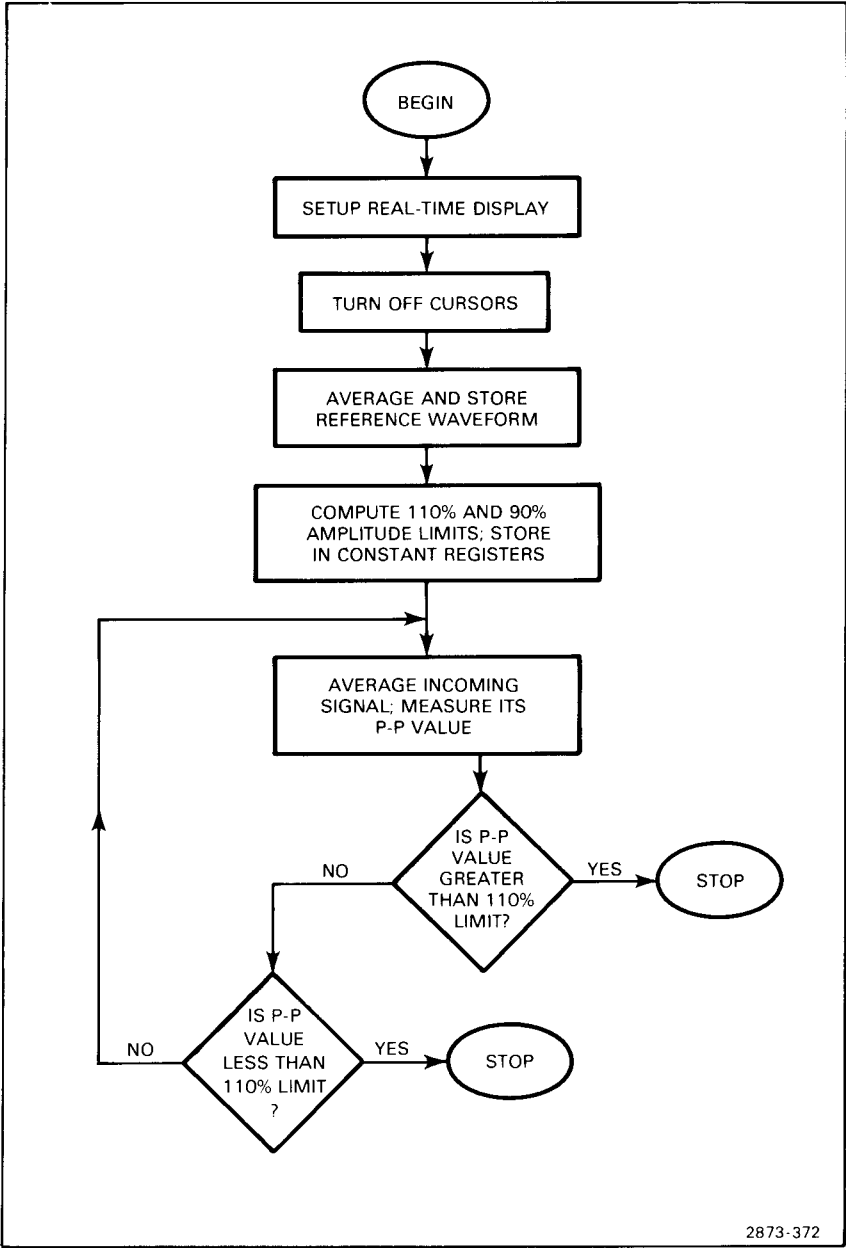 BEGIN
SETUP REAL-TIME DISPLAY
TURN OFF CURSORS
AVERAGE AND STORE
REFERENCE WAVEFORM
COMPUTE 110% AND 90%
AMPLITUDE LIMITS; STORE
IN CONSTANT REGISTERS
AVERAGE INCOMING
SIGNAL; MEASURE ITS
P-P VALUE
IS P-P
VALUE
GREATER
THAN 110%
LIMIT?
YES
STOP
NO
IS P-P
VALUE
LESS THAN
110% LIMIT
?
YES
STOP
NO
2873-372